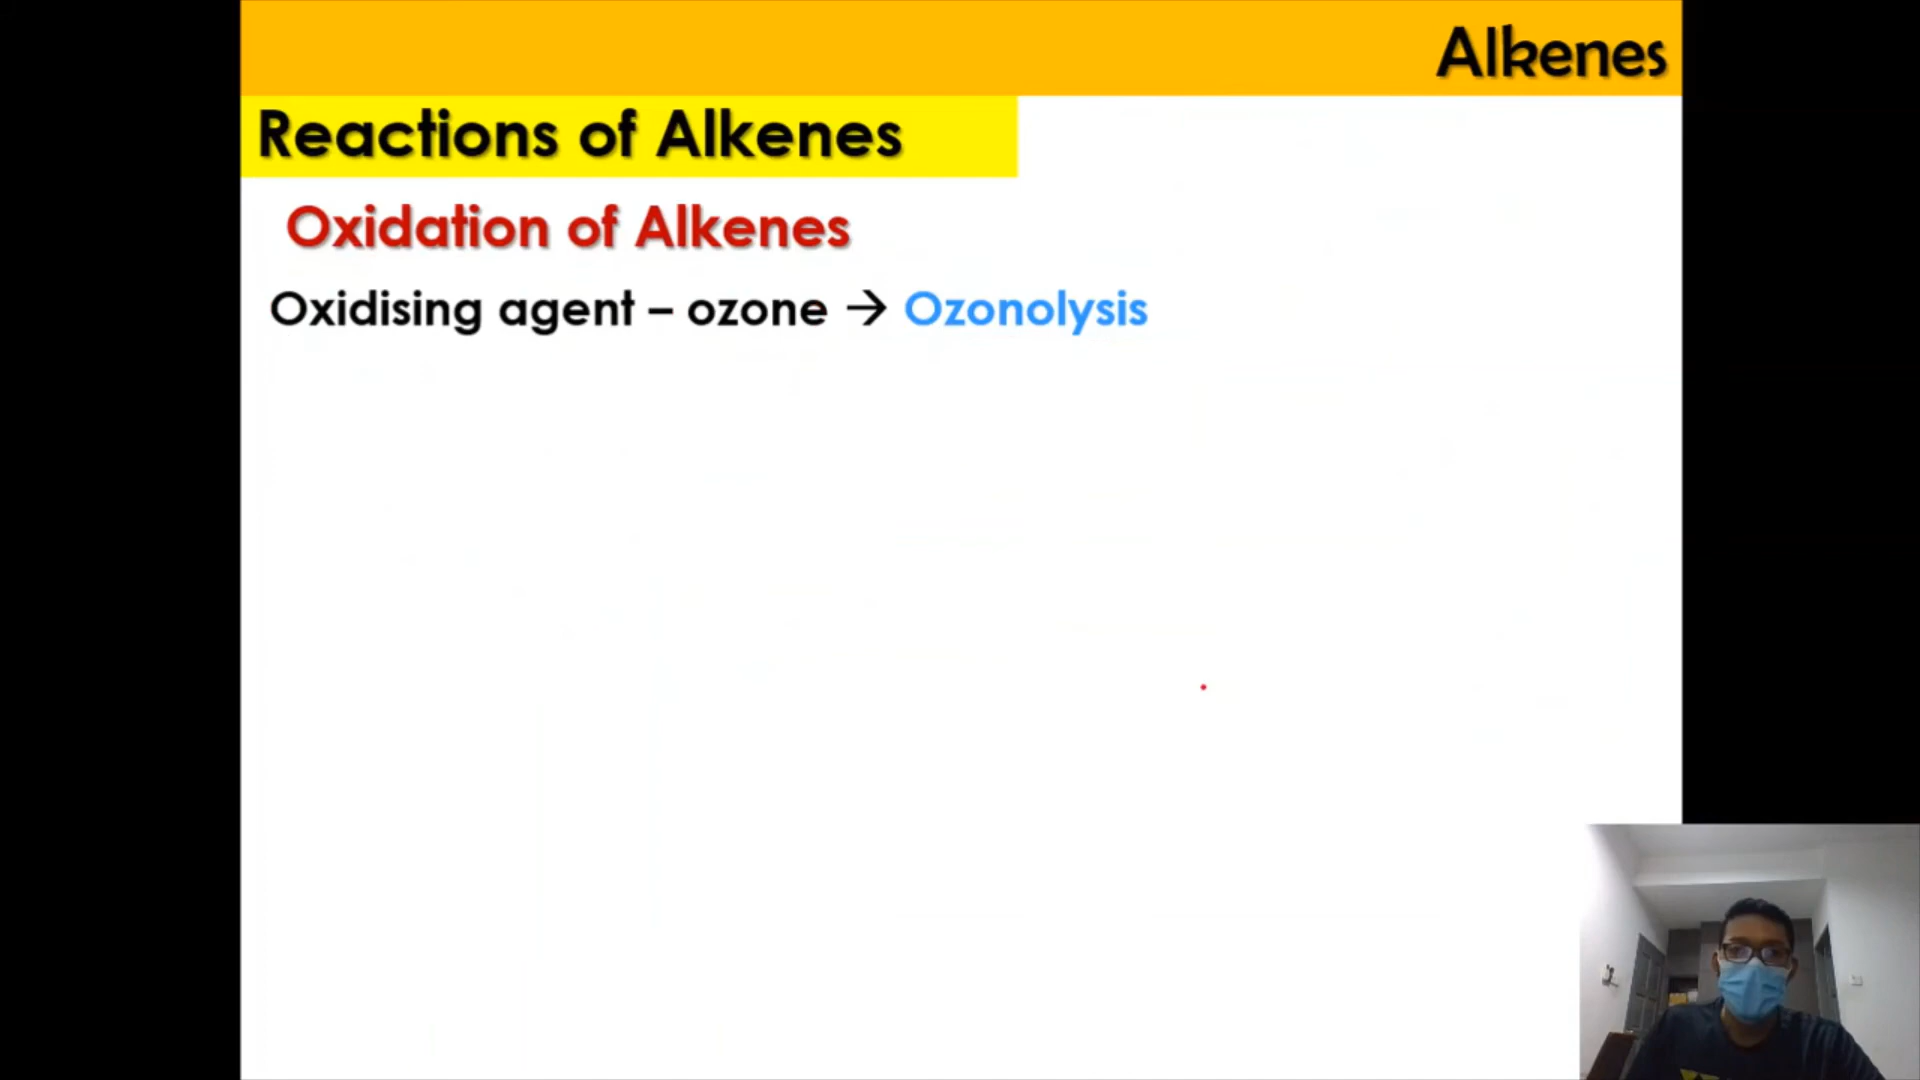 Alkenes
Reactions of Alkenes
Oxidation of Alkenes
Oxidising agent – ozone → Ozonolysis